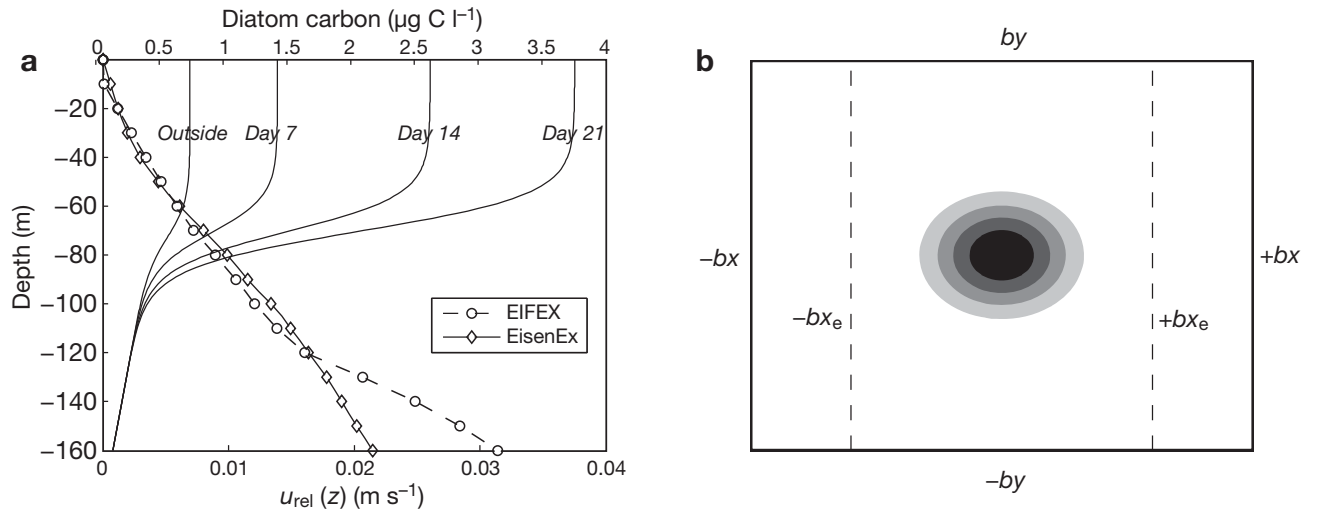 Diatom carbon (µg C l–1)
0 0.5 1 1.5 2 2.5 3 3.5 4
a
b
by
−20
Outside Day 7 Day 14 Day 21
−40
−60
−80
−100
−120
−140
−160
Depth (m)
EIFEX
EisenEx
0 0.01 0.02 0.03 0.04
urel (z) (m s–1)
−bx
+bx
−bxe
+bxe
−by